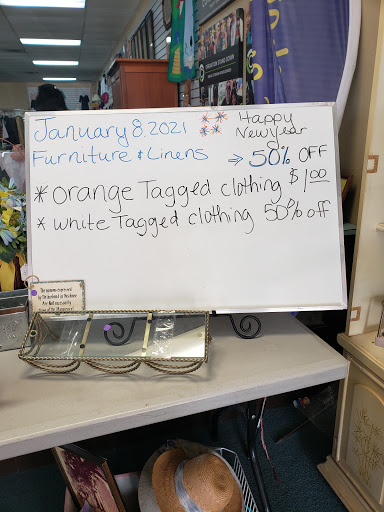 January 8, 2021
Happy
New Year
Furniture & Linens → 50% OFF
* orange Tagged clothing $1.00
* white Tagged clothing 50% off